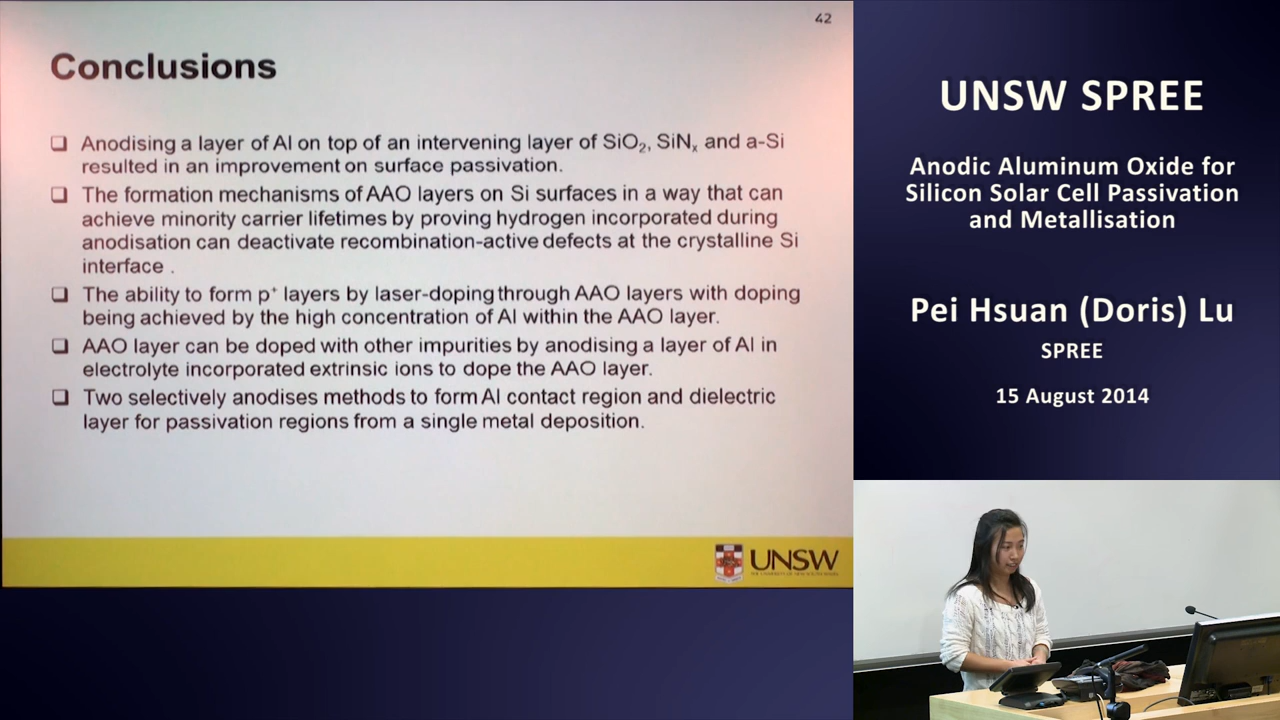 42
Conclusions
Anodising a layer of Al on top of an intervening layer of SiO2, SiNx and a-Si
resulted in an improvement on surface passivation.
The formation mechanisms of AAO layers on Si surfaces in a way that can
achieve minority carrier lifetimes by proving hydrogen incorporated during
anodisation can deactivate recombination-active defects at the crystalline Si
interface .
The ability to form p+ layers by laser-doping through AAO layers with doping
being achieved by the high concentration of Al within the AAO layer.
AAO layer can be doped with other impurities by anodising a layer of Al in
electrolyte incorporated extrinsic ions to dope the AAO layer.
Two selectively anodises methods to form Al contact region and dielectric
layer for passivation regions from a single metal deposition.
UNSW
UNSW SPREE
Anodic Aluminum Oxide for
Silicon Solar Cell Passivation
and Metallisation
Pei Hsuan (Doris) Lu
SPREE
15 August 2014